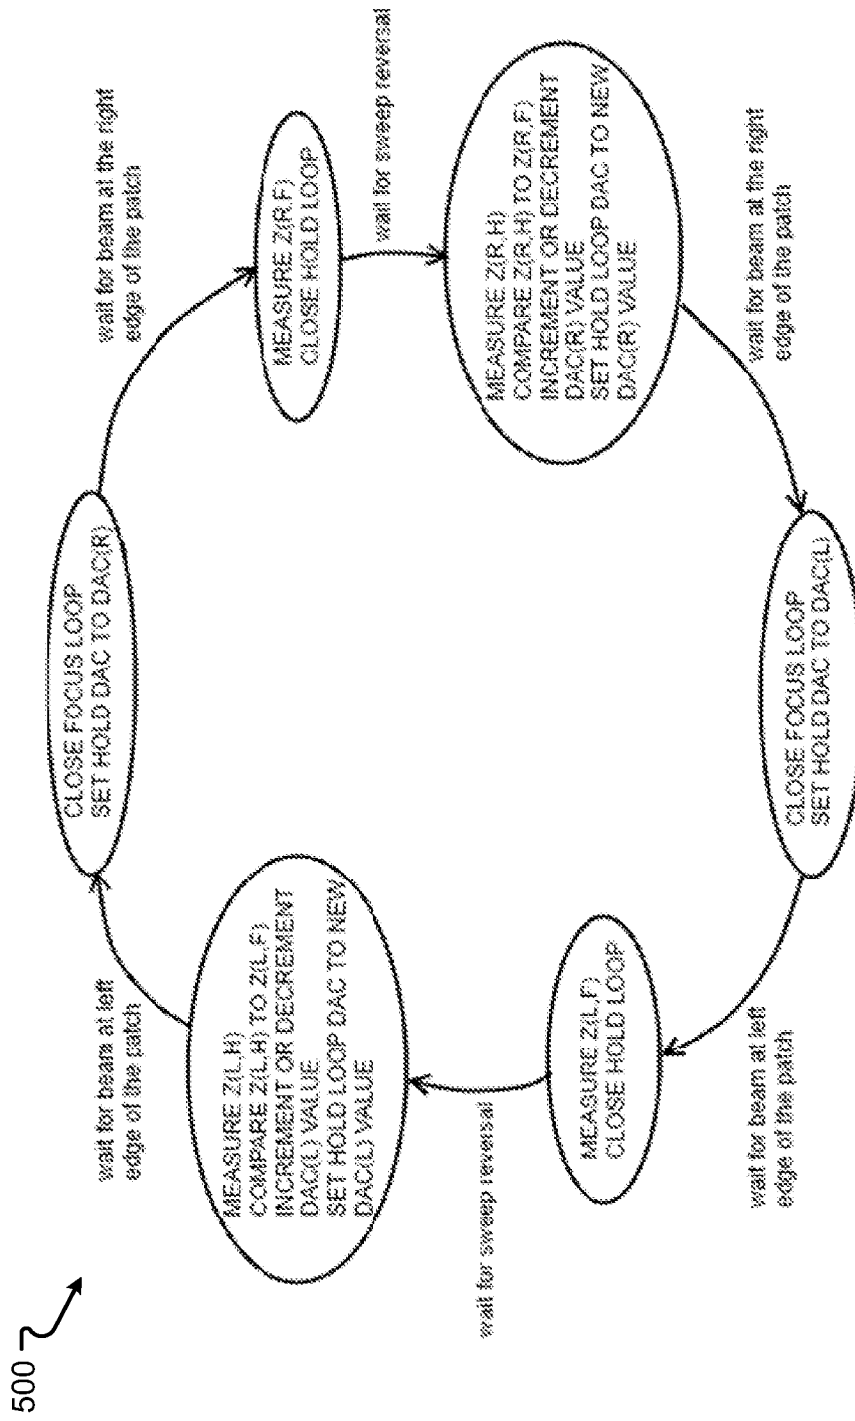 500
CLOSE FOCUS LOOP
SET HOLD DAC TO DAC(R)
wait for beam at the right
edge of the patch
MEASURE Z(R,F)
CLOSE HOLD LOOP
wait for sweep reversal
MEASURE Z(R,H)
COMPARE Z(R,H) TO Z(R,F)
INCREMENT OR DECREMENT
DAC(R) VALUE
SET HOLD LOOP DAC TO NEW
DAC(R) VALUE
wait for beam at the right
edge of the patch
CLOSE FOCUS LOOP
SET HOLD DAC TO DAC(L)
wait for beam at left
edge of the patch
MEASURE Z(L,F)
CLOSE HOLD LOOP
wait for sweep reversal
MEASURE Z(L,H)
COMPARE Z(L,H) TO Z(L,F)
INCREMENT OR DECREMENT
DAC(L) VALUE
SET HOLD LOOP DAC TO NEW
DAC(L) VALUE
wait for beam at left
edge of the patch